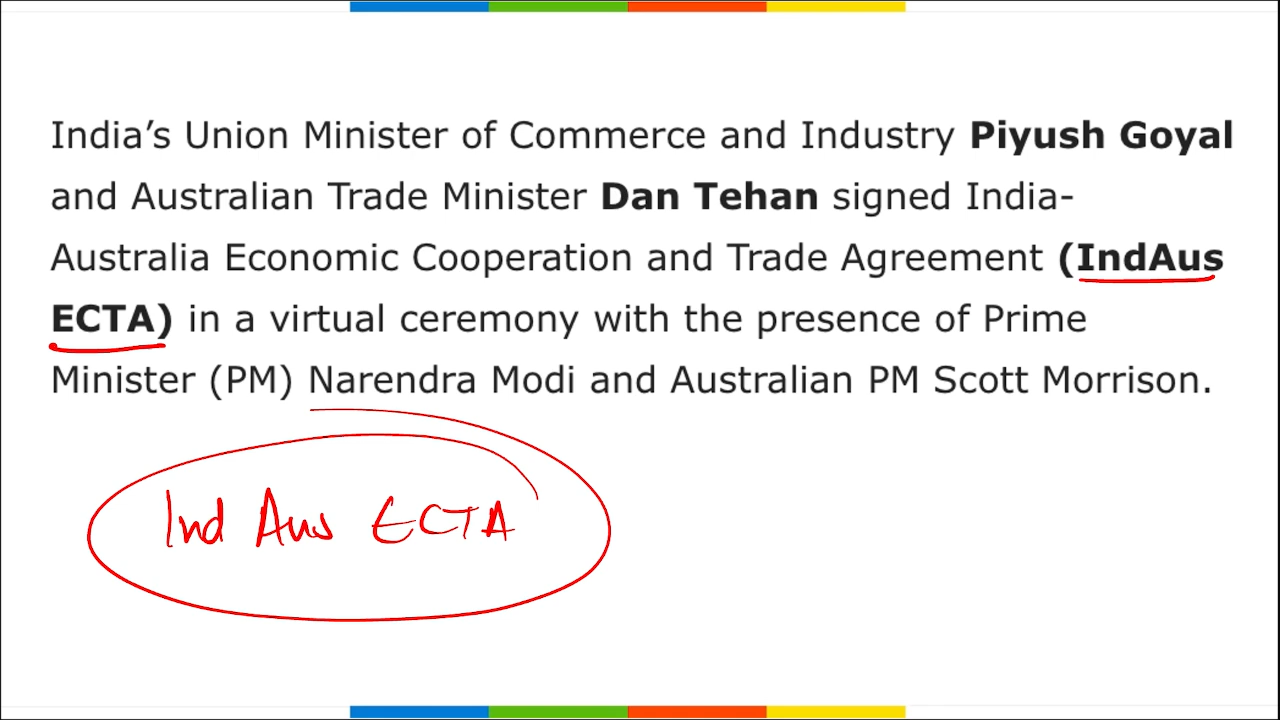 India’s Union Minister of Commerce and Industry Piyush Goyal
and Australian Trade Minister Dan Tehan signed India-
Australia Economic Cooperation and Trade Agreement (IndAus
ECTA) in a virtual ceremony with the presence of Prime
Minister (PM) Narendra Modi and Australian PM Scott Morrison.
Ind Aus ECTA